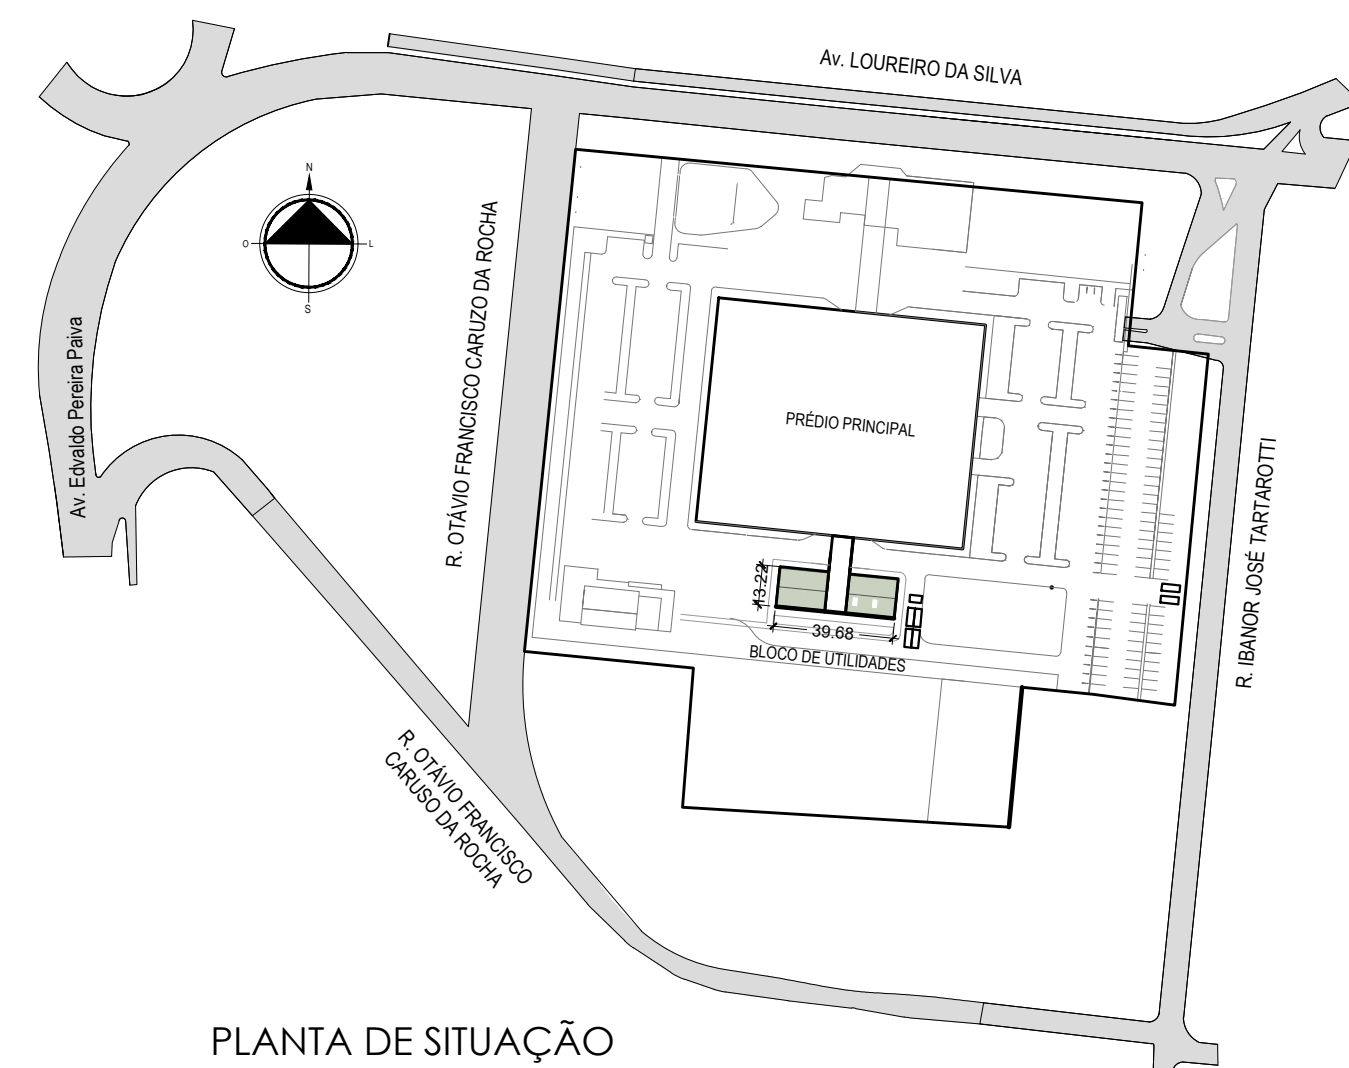 Av. LOUREIRO DA SILVA
N
O
L
S
R. OTÁVIO FRANCISCO CARUZO DA ROCHA
Av. Edvaldo Pereira Paiva
PRÉDIO PRINCIPAL
R. IBANOR JOSÉ TARTAROTTI
13.22
39.68
BLOCO DE UTILIDADES
R. OTÁVIO FRANCISCO
CARUSO DA ROCHA
PLANTA DE SITUAÇÃO